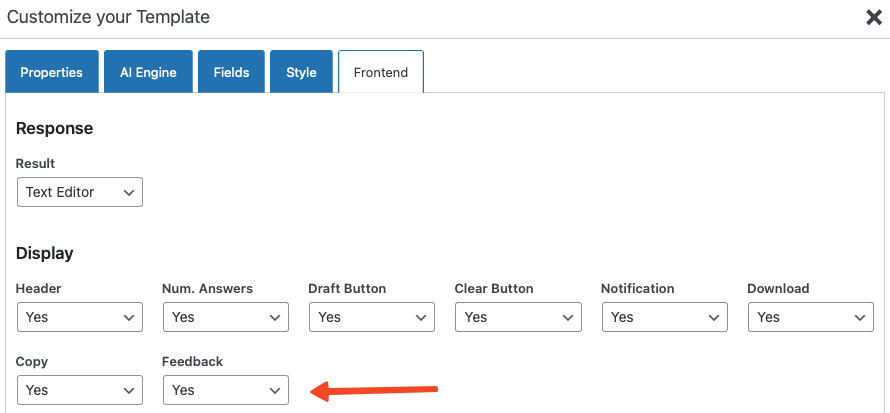 Customize your Template
Properties AI Engine Fields Style Frontend
Response
Result
Text Editor
Display
Header Num. Answers Draft Button Clear Button Notification Download
Yes Yes Yes Yes Yes Yes
Copy Feedback
Yes Yes